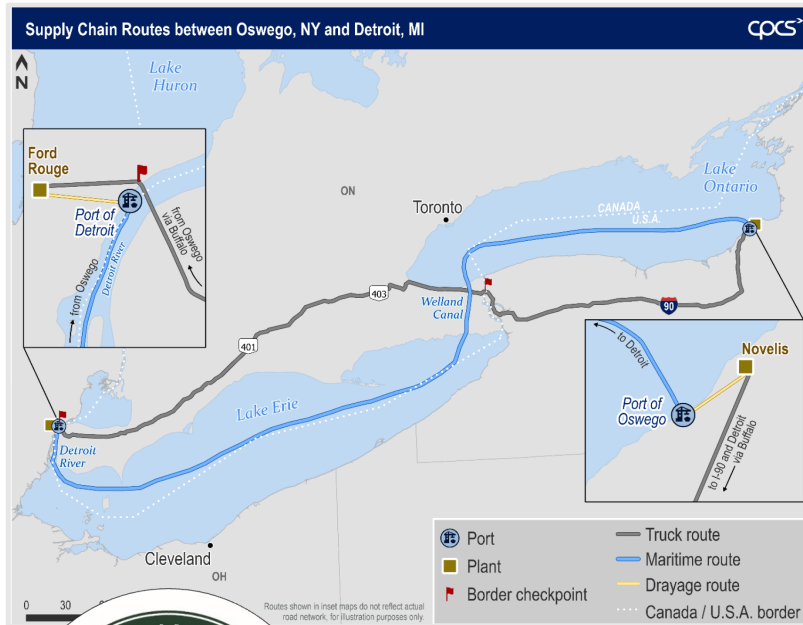 Supply Chain Routes between Oswego, NY and Detroit, MI
cpcs
N
Lake
Huron
Ford
Rouge
Port of
Detroit
from Oswego
via Buffalo
from Oswego
Detroit River
ON
Toronto
Lake
Ontario
CANADA
U.S.A.
403
Welland
Canal
90
401
to Detroit
Novelis
Port of
Oswego
to I-90 and Detroit
via Buffalo
Lake Erie
Detroit
River
Cleveland
OH
Port
Plant
Border checkpoint
Truck route
Maritime route
Drayage route
Canada / U.S.A. border
0 30
Routes shown in inset maps do not reflect actual
road network, for illustration purposes only.